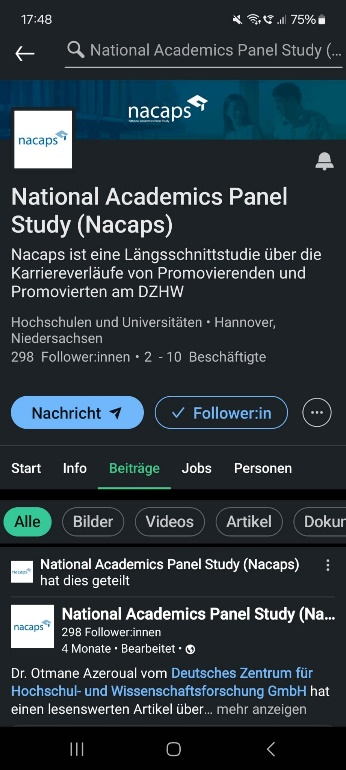 17:48
75%
National Academics Panel Study (...
nacaps
nacaps
National Academics Panel
Study (Nacaps)
Nacaps ist eine Längsschnittstudie über die
Karriereverläufe von Promovierenden und
Promovierten am DZHW
Hochschulen und Universitäten • Hannover,
Niedersachsen
298 Follower:innen • 2 - 10 Beschäftigte
Nachricht
Follower:in
Start Info Beiträge Jobs Personen
Alle Bilder Videos Artikel Dokur
nacaps
National Academics Panel Study (Nacaps)
hat dies geteilt
nacaps
National Academics Panel Study (Na...
298 Follower:innen
4 Monate • Bearbeitet •
Dr. Otmane Azeroual vom Deutsches Zentrum für
Hochschul- und Wissenschaftsforschung GmbH hat
einen lesenswerten Artikel über... mehr anzeigen